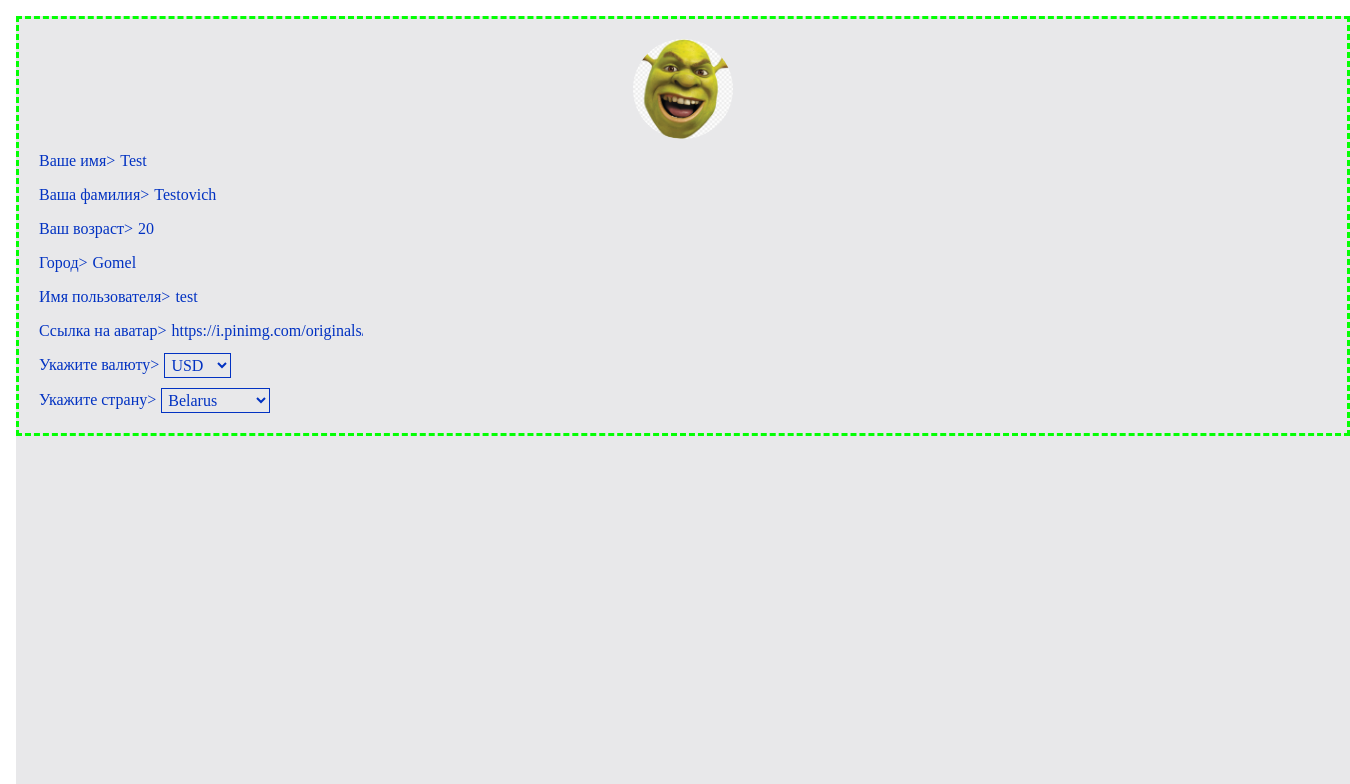 Ваше имя> Test
Ваша фамилия> Testovich
Ваш возраст> 20
Город> Gomel
Имя пользователя> test
Ссылка на аватар> https://i.pinimg.com/originals/
Укажите валюту> USD
Укажите страну> Belarus